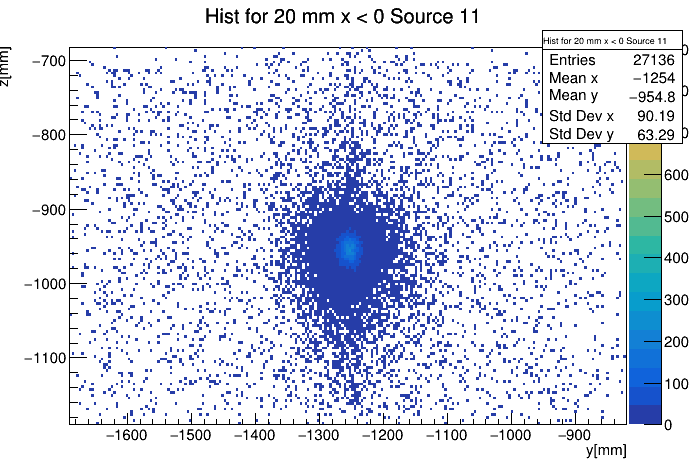 Hist for 20 mm x < 0 Source 11
Hist for 20 mm x < 0 Source 11
Entries 27136
Mean x −1254
Mean y −954.8
Std Dev x 90.19
Std Dev y 63.29
z[mm]
−700
−800
−900
−1000
−1100
−1600 −1500 −1400 −1300 −1200 −1100 −1000 −900
y[mm]
600
500
400
300
200
100
0